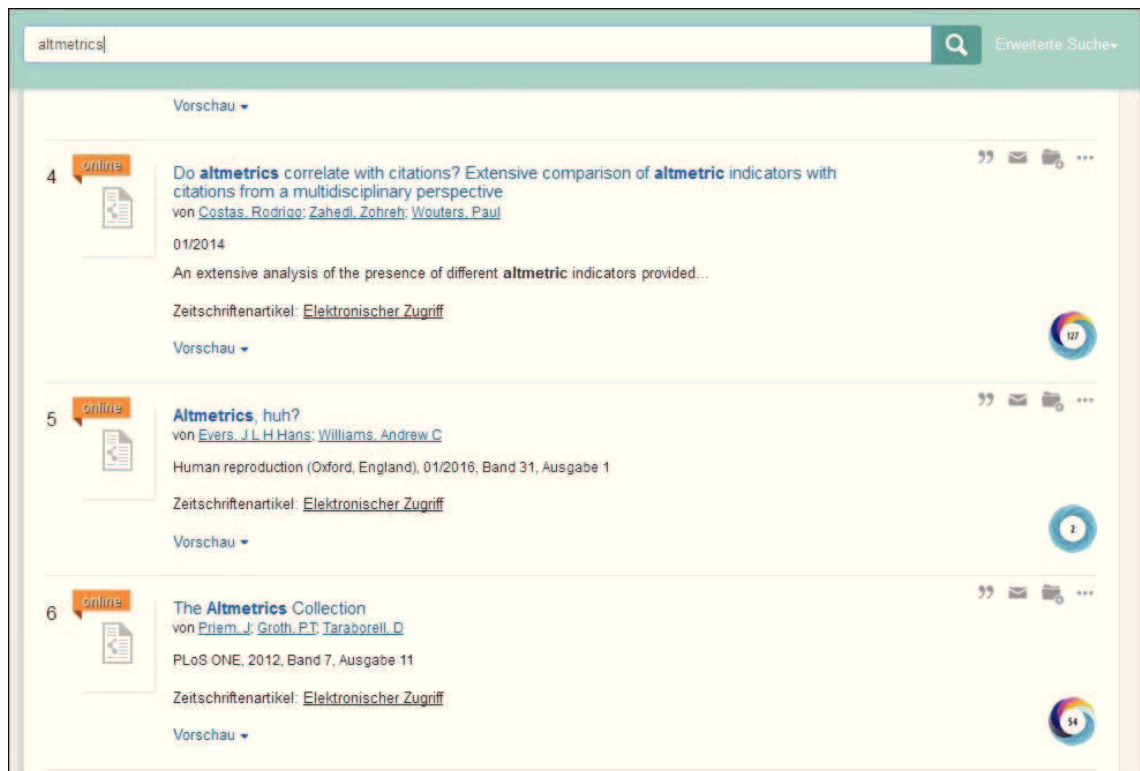 altmetrics
Erweiterte Suche
Vorschau
4
online
Do altmetrics correlate with citations? Extensive comparison of altmetric indicators with
citations from a multidisciplinary perspective
von Costas, Rodrigo; Zahedi, Zohreh; Wouters, Paul
01/2014
An extensive analysis of the presence of different altmetric indicators provided...
Zeitschriftenartikel: Elektronischer Zugriff
127
Vorschau
5
online
Altmetrics, huh?
von Evers, J L H Hans; Williams, Andrew C
Human reproduction (Oxford, England), 01/2016, Band 31, Ausgabe 1
Zeitschriftenartikel: Elektronischer Zugriff
2
Vorschau
6
online
The Altmetrics Collection
von Priem, J; Groth, P.T; Taraborell, D
PLoS ONE, 2012, Band 7, Ausgabe 11
Zeitschriftenartikel: Elektronischer Zugriff
54
Vorschau